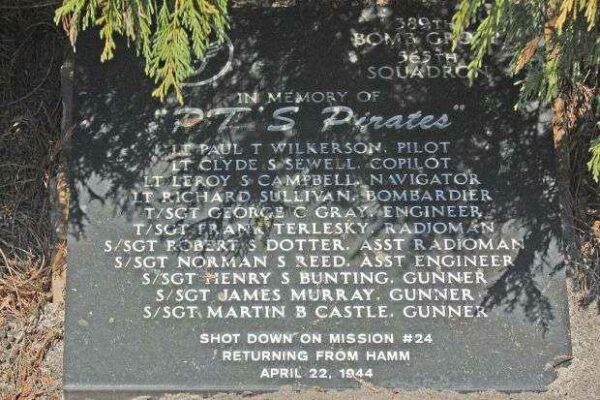 389TH
BOMB GROUP
565TH
SQUADRON
IN MEMORY OF
"P.T.'S Pirates"
LT PAUL T WILKERSON, PILOT
LT CLYDE S SEWELL, COPILOT
LT LEROY S CAMPBELL, NAVIGATOR
LT RICHARD SULLIVAN, BOMBARDIER
T/SGT GEORGE C GRAY, ENGINEER
T/SGT FRANK TERLESKY, RADIOMAN
S/SGT ROBERT DOTTER, ASST RADIOMAN
S/SGT NORMAN S REED, ASST ENGINEER
S/SGT HENRY S BUNTING, GUNNER
S/SGT JAMES MURRAY, GUNNER
S/SGT MARTIN B CASTLE, GUNNER
SHOT DOWN ON MISSION #24
RETURNING FROM HAMM
APRIL 22, 1944